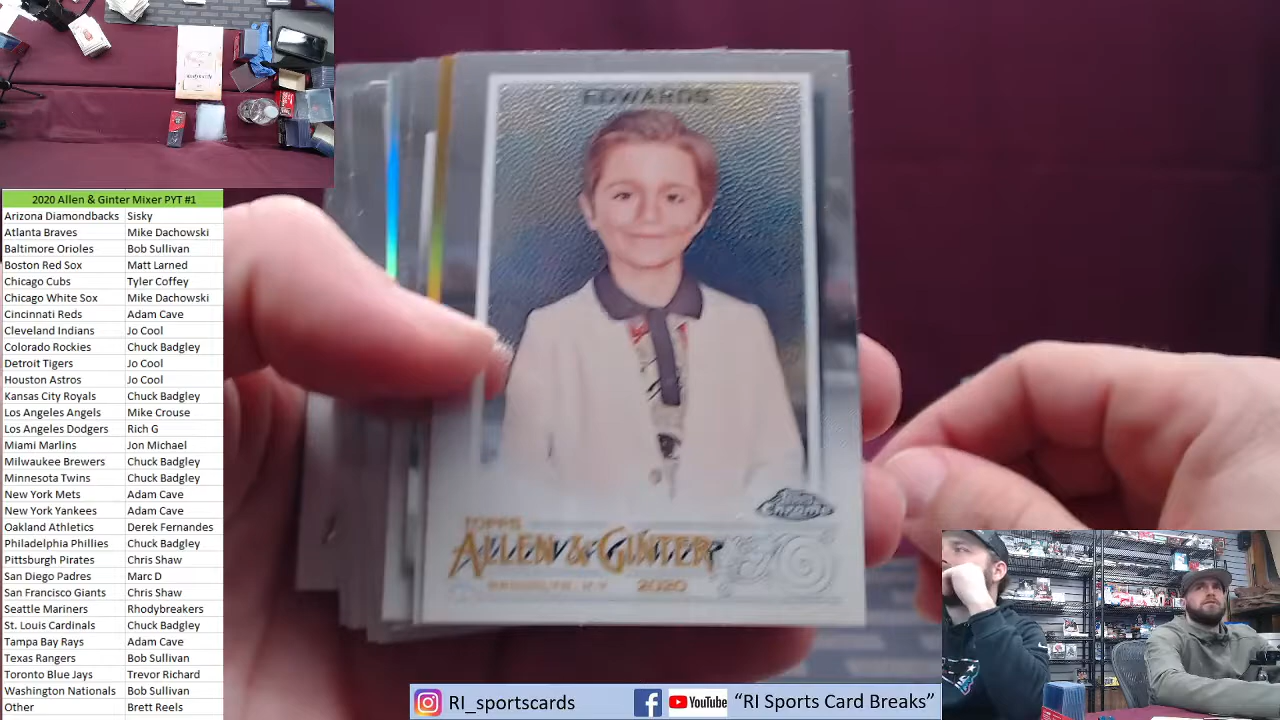 2020 Allen & Ginter Mixer PYT #1
Arizona Diamondbacks Sisky
Atlanta Braves Mike Dachowski
Baltimore Orioles Bob Sullivan
Boston Red Sox Matt Larned
Chicago Cubs Tyler Coffey
Chicago White Sox Mike Dachowski
Cincinnati Reds Adam Cave
Cleveland Indians Jo Cool
Colorado Rockies Chuck Badgley
Detroit Tigers Jo Cool
Houston Astros Jo Cool
Kansas City Royals Chuck Badgley
Los Angeles Angels Mike Crouse
Los Angeles Dodgers Rich G
Miami Marlins Jon Michael
Milwaukee Brewers Chuck Badgley
Minnesota Twins Chuck Badgley
New York Mets Adam Cave
New York Yankees Adam Cave
Oakland Athletics Derek Fernandes
Philadelphia Phillies Chuck Badgley
Pittsburgh Pirates Chris Shaw
San Diego Padres Marc D
San Francisco Giants Chris Shaw
Seattle Mariners Rhodybreakers
St. Louis Cardinals Chuck Badgley
Tampa Bay Rays Adam Cave
Texas Rangers Bob Sullivan
Toronto Blue Jays Trevor Richard
Washington Nationals Bob Sullivan
Other Brett Reels
EDWARDS
Topps Chrome
TOPPS
ALLEN & GINTER
BROOKLYN, N.Y. 2020
RI_sportscards YouTube “RI Sports Card Breaks”